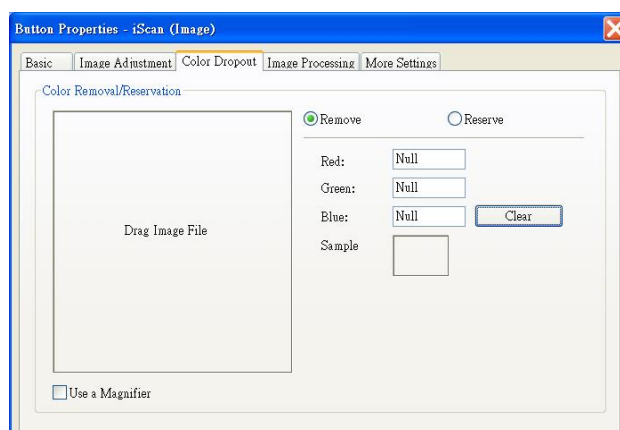 Button Properties - iScan (Image)
Basic Image Adjustment Color Dropout Image Processing More Settings
Color Removal/Reservation
Remove Reserve
Red: Null
Green: Null
Blue: Null Clear
Drag Image File
Sample
Use a Magnifier